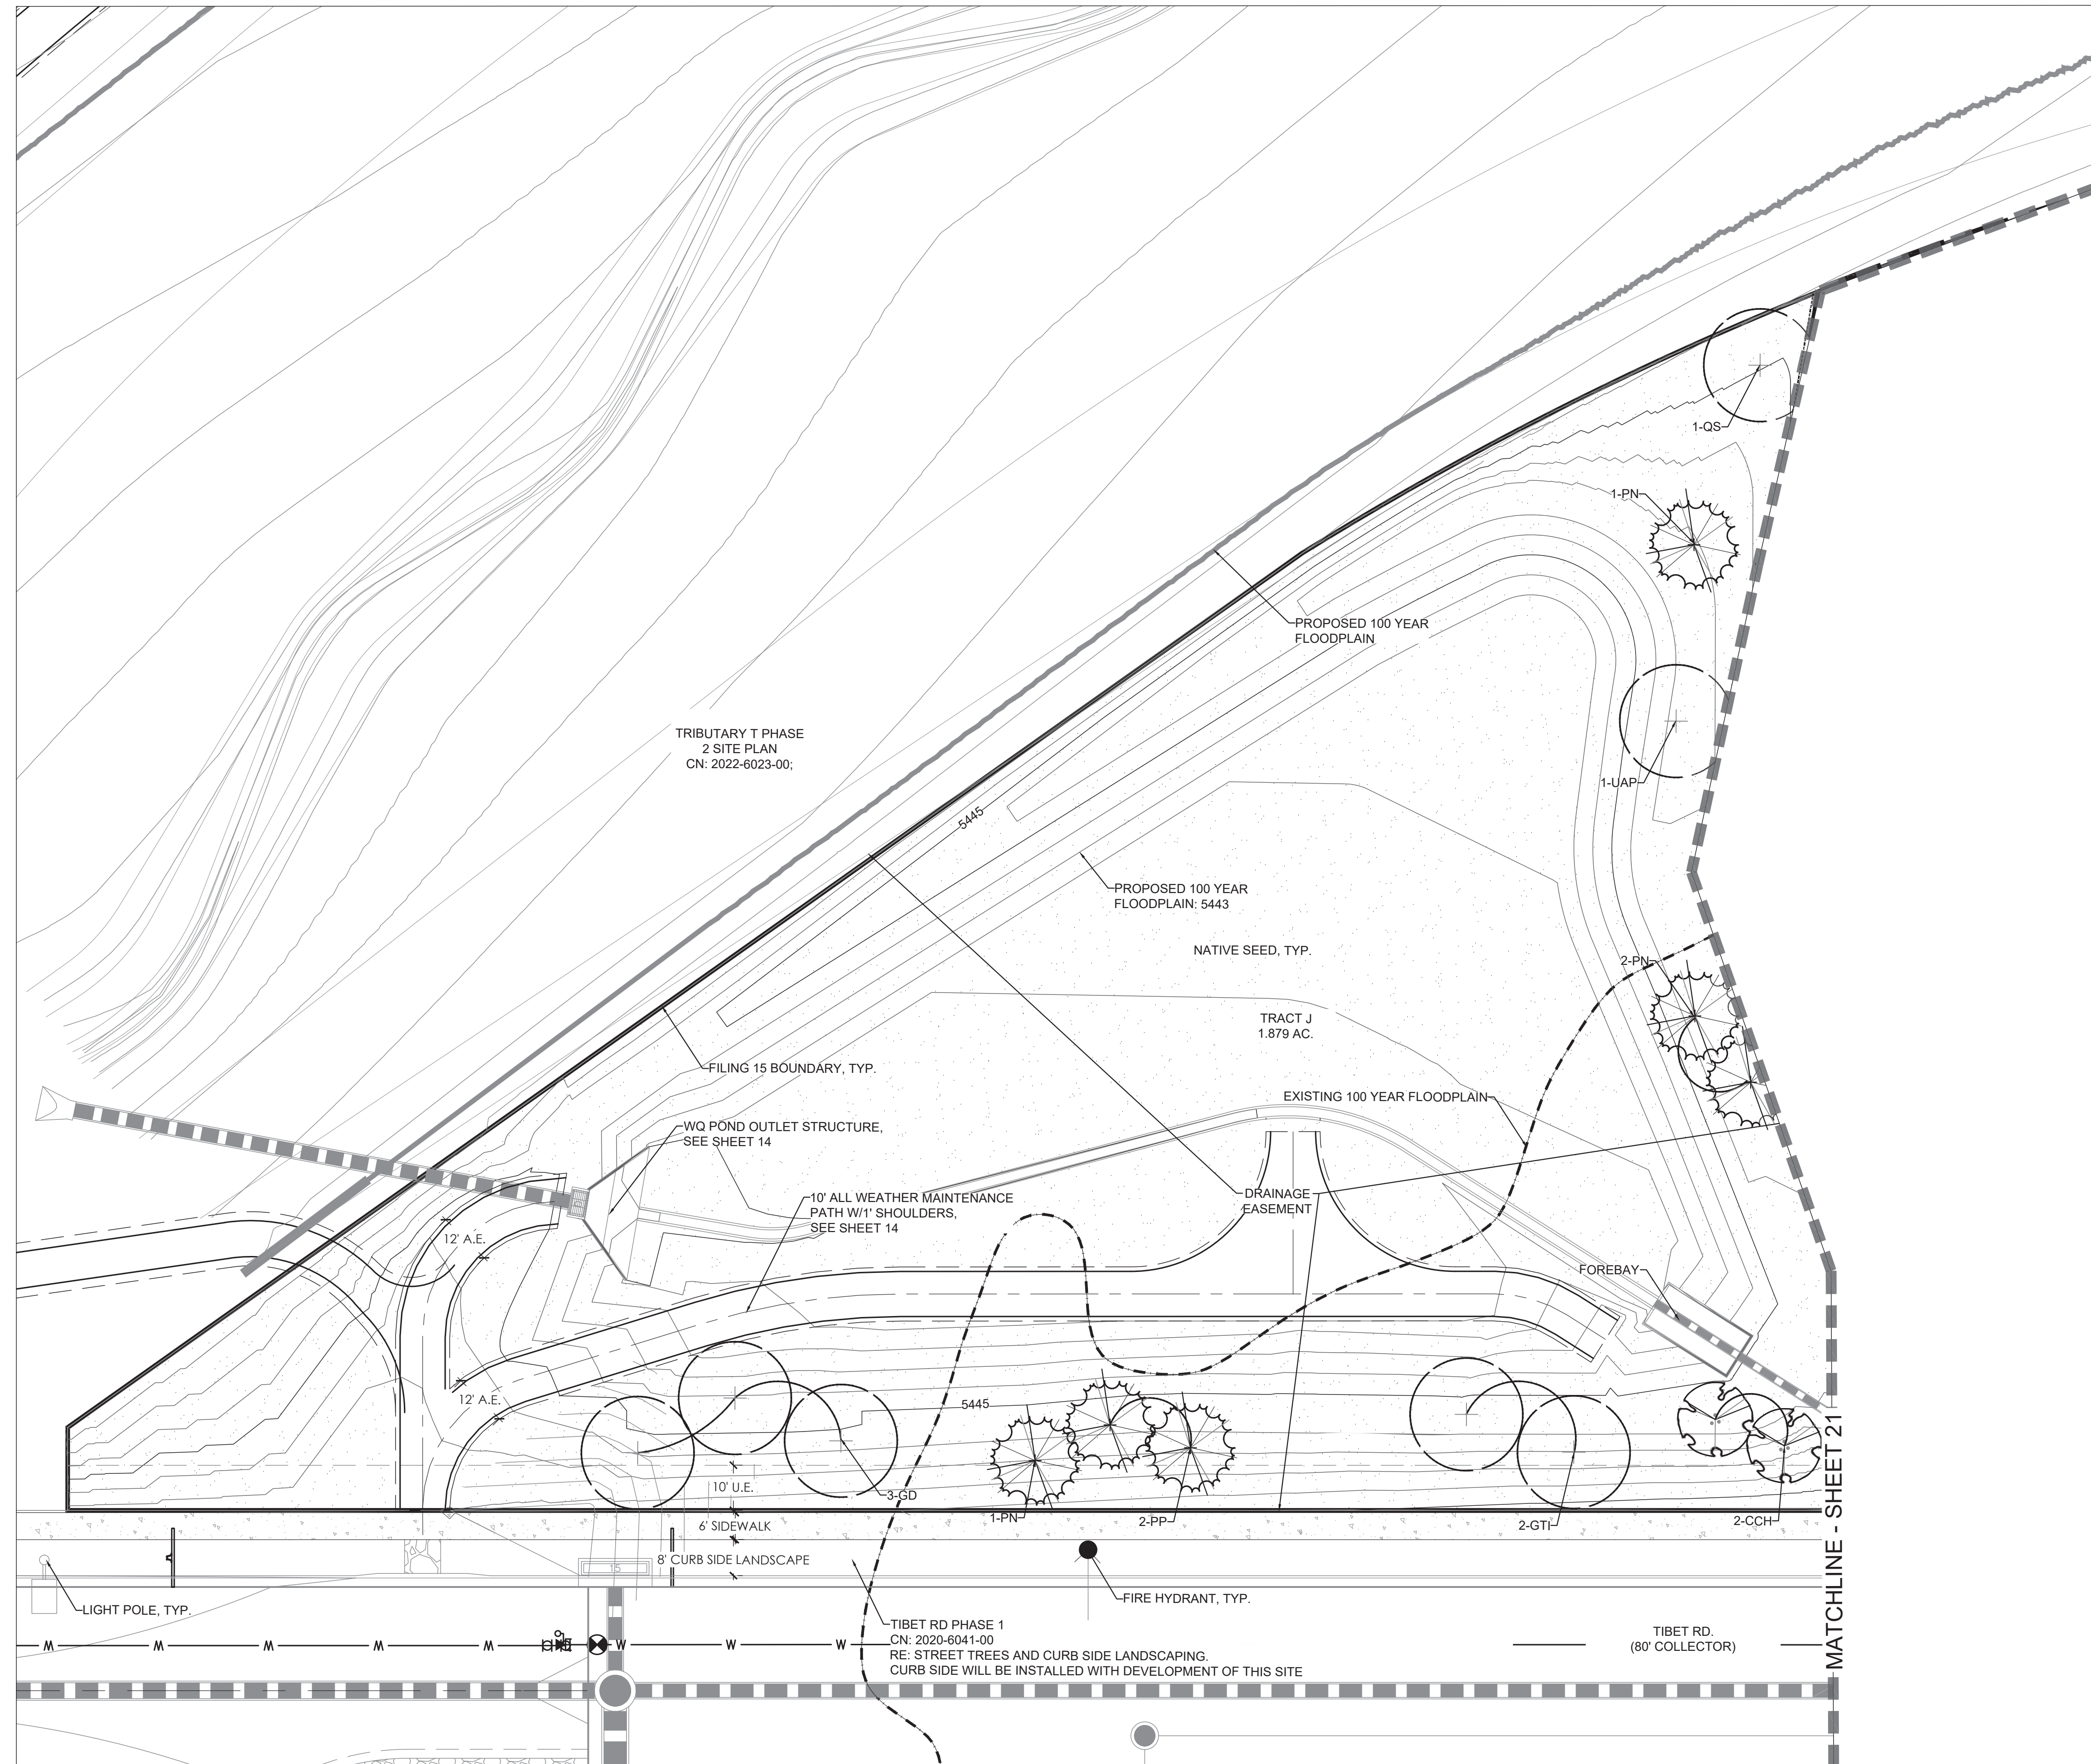 1-QS
1-PN
PROPOSED 100 YEAR
FLOODPLAIN
TRIBUTARY T PHASE
2 SITE PLAN
CN: 2022-6023-00;
1-UAP
5445
PROPOSED 100 YEAR
FLOODPLAIN: 5443
NATIVE SEED, TYP.
2-PN
TRACT J
1.879 AC.
FILING 15 BOUNDARY, TYP.
EXISTING 100 YEAR FLOODPLAIN
WQ POND OUTLET STRUCTURE,
SEE SHEET 14
10' ALL WEATHER MAINTENANCE
PATH W/1' SHOULDERS,
SEE SHEET 14
DRAINAGE
EASEMENT
12' A.E.
FOREBAY
12' A.E.
5445
10' U.E.
3-GD
1-PN
2-PP
2-GTI
2-CCH
6' SIDEWALK
8' CURB SIDE LANDSCAPE
15
LIGHT POLE, TYP.
FIRE HYDRANT, TYP.
TIBET RD PHASE 1
CN: 2020-6041-00
RE: STREET TREES AND CURB SIDE LANDSCAPING.
CURB SIDE WILL BE INSTALLED WITH DEVELOPMENT OF THIS SITE
TIBET RD.
(80' COLLECTOR)
W W W W W W W W
MATCHLINE - SHEET 21